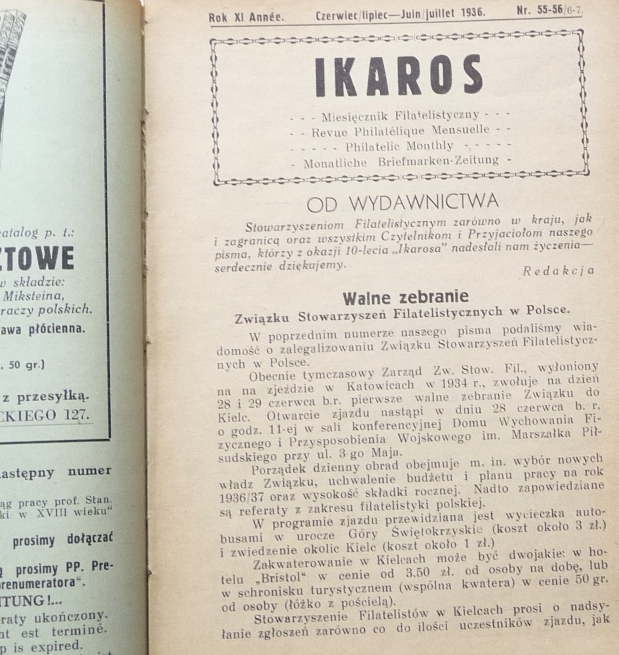 atalog p. t.:
ZTOWE
w składzie:
Miksteina,
raczy polskich.
awa płócienna.
. 50 gr.)
z przesyłką.
CKIEGO 127.
astępny numer
ąg pracy prof. Stan.
ki w XVIII wieku"
prosimy dołączać
ą prosimy PP. Pre-
renumeratora".
ITUNG!...
raty ukończony.
nt est terminé.
p is expired.
Rok XI Année. Czerwiec/lipiec—Juin/juillet 1936. Nr. 55-56/6-7.
IKAROS
- - - Miesięcznik Filatelistyczny - - -
- - Revue Philatélique Mensuelle - -
- - - - - Philatelic Monthly - - - - -
- Monatliche Briefmarken-Zeitung -
OD WYDAWNICTWA
Stowarzyszeniom Filatelistycznym zarówno w kraju, jak
i zagranicą oraz wszystkim Czytelnikom i Przyjaciołom naszego
pisma, którzy z okazji 10-lecia „Ikarosa" nadesłali nam życzenia—
serdecznie dziękujemy.
Redakcja
Walne zebranie
Związku Stowarzyszeń Filatelistycznych w Polsce.
W poprzednim numerze naszego pisma podaliśmy wia-
domość o zalegalizowaniu Związku Stowarzyszeń Filatelistycz-
nych w Polsce.
Obecnie tymczasowy Zarząd Zw. Stow. Fil., wyłoniony
na na zjeździe w Katowicach w 1934 r., zwołuje na dzień
28 i 29 czerwca b.r. pierwsze walne zebranie Związku do
Kielc. Otwarcie zjazdu nastąpi w dniu 28 czerwca b. r.
o godz. 11-ej w sali konferencyjnej Domu Wychowania Fi-
zycznego i Przysposobienia Wojskowego im. Marszałka Pił-
sudskiego przy ul. 3-go Maja.
Porządek dzienny obrad obejmuje m. in. wybór nowych
władz Związku, uchwalenie budżetu i planu pracy na rok
1936/37 oraz wysokość składki rocznej. Nadto zapowiedziane
są referaty z zakresu filatelistyki polskiej.
W programie zjazdu przewidziana jest wycieczka auto-
busami w urocze Góry Świętokrzyskie (koszt około 3 zł.)
i zwiedzenie okolic Kielc (koszt około 1 zł.)
Zakwaterowanie w Kielcach może być dwojakie: w ho-
telu „Bristol" w cenie od 3.50 zł. od osoby na dobę, lub
w schronisku turystycznem (wspólna kwatera) w cenie 50 gr.
od osoby (łóżko z pościelą).
Stowarzyszenie Filatelistów w Kielcach prosi o nadsy-
łanie zgłoszeń zarówno co do ilości uczestników zjazdu, jak